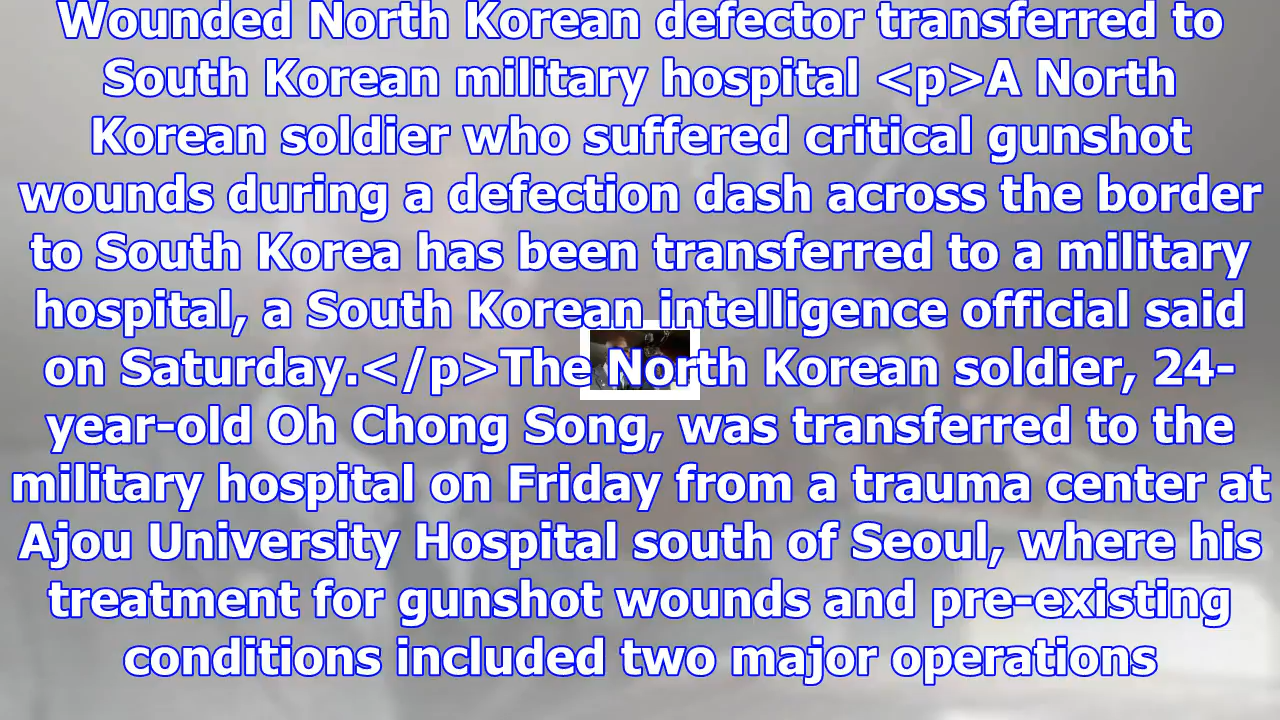 Wounded North Korean defector transferred to
South Korean military hospital <p>A North
Korean soldier who suffered critical gunshot
wounds during a defection dash across the border
to South Korea has been transferred to a military
hospital, a South Korean intelligence official said
on Saturday.</p>The North Korean soldier, 24-
year-old Oh Chong Song, was transferred to the
military hospital on Friday from a trauma center at
Ajou University Hospital south of Seoul, where his
treatment for gunshot wounds and pre-existing
conditions included two major operations